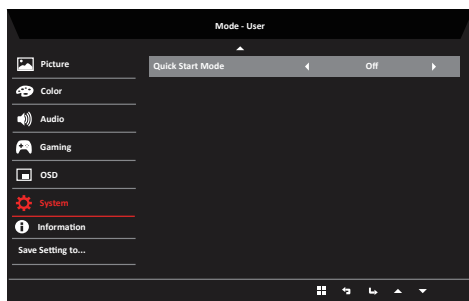 Mode - User
Picture
Quick Start Mode Off
Color
Audio
Gaming
OSD
System
Information
Save Setting to...